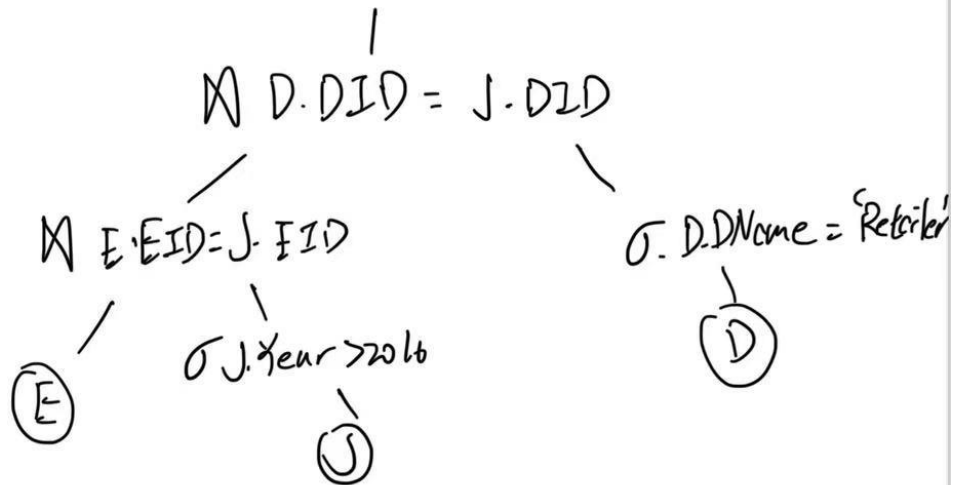 ⋈ D.DID = J.DID
⋈ E.EID=J.EID
σ. D.DName = 'Retailer'
σ J.Year >2016
D
E
J